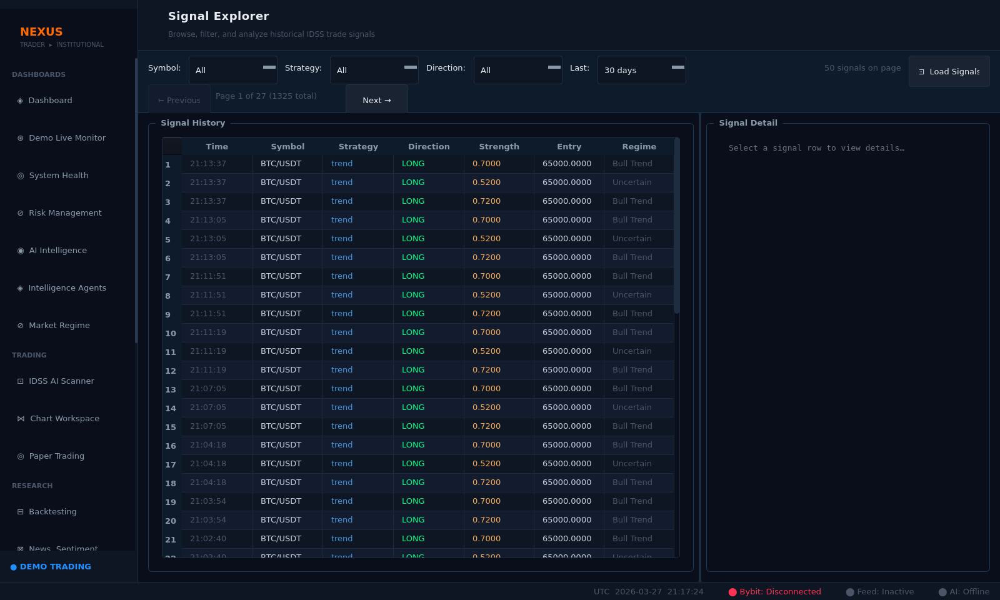 NEXUS
TRADER ▸ INSTITUTIONAL
DASHBOARDS
◈ Dashboard
⊛ Demo Live Monitor
◎ System Health
⊘ Risk Management
◉ AI Intelligence
◈ Intelligence Agents
⊘ Market Regime
TRADING
⊡ IDSS AI Scanner
⋈ Chart Workspace
◎ Paper Trading
RESEARCH
⊟ Backtesting
⊠ News Sentiment
● DEMO TRADING
Signal Explorer
Browse, filter, and analyze historical IDSS trade signals
Symbol: All Strategy: All Direction: All Last: 30 days 50 signals on page Load Signals
← Previous Page 1 of 27 (1325 total) Next →
Signal History
Time Symbol Strategy Direction Strength Entry Regime
1 21:13:37 BTC/USDT trend LONG 0.7000 65000.0000 Bull Trend
2 21:13:37 BTC/USDT trend LONG 0.5200 65000.0000 Uncertain
3 21:13:37 BTC/USDT trend LONG 0.7200 65000.0000 Bull Trend
4 21:13:05 BTC/USDT trend LONG 0.7000 65000.0000 Bull Trend
5 21:13:05 BTC/USDT trend LONG 0.5200 65000.0000 Uncertain
6 21:13:05 BTC/USDT trend LONG 0.7200 65000.0000 Bull Trend
7 21:11:51 BTC/USDT trend LONG 0.7000 65000.0000 Bull Trend
8 21:11:51 BTC/USDT trend LONG 0.5200 65000.0000 Uncertain
9 21:11:51 BTC/USDT trend LONG 0.7200 65000.0000 Bull Trend
10 21:11:19 BTC/USDT trend LONG 0.7000 65000.0000 Bull Trend
11 21:11:19 BTC/USDT trend LONG 0.5200 65000.0000 Uncertain
12 21:11:19 BTC/USDT trend LONG 0.7200 65000.0000 Bull Trend
13 21:07:05 BTC/USDT trend LONG 0.7000 65000.0000 Bull Trend
14 21:07:05 BTC/USDT trend LONG 0.5200 65000.0000 Uncertain
15 21:07:05 BTC/USDT trend LONG 0.7200 65000.0000 Bull Trend
16 21:04:18 BTC/USDT trend LONG 0.7000 65000.0000 Bull Trend
17 21:04:18 BTC/USDT trend LONG 0.5200 65000.0000 Uncertain
18 21:04:18 BTC/USDT trend LONG 0.7200 65000.0000 Bull Trend
19 21:03:54 BTC/USDT trend LONG 0.7000 65000.0000 Bull Trend
20 21:03:54 BTC/USDT trend LONG 0.7200 65000.0000 Bull Trend
21 21:02:40 BTC/USDT trend LONG 0.7000 65000.0000 Bull Trend
22 21:02:40 BTC/USDT trend LONG 0.5200 65000.0000 Uncertain
Signal Detail
Select a signal row to view details…
UTC 2026-03-27 21:17:24 ● Bybit: Disconnected ● Feed: Inactive ● AI: Offline